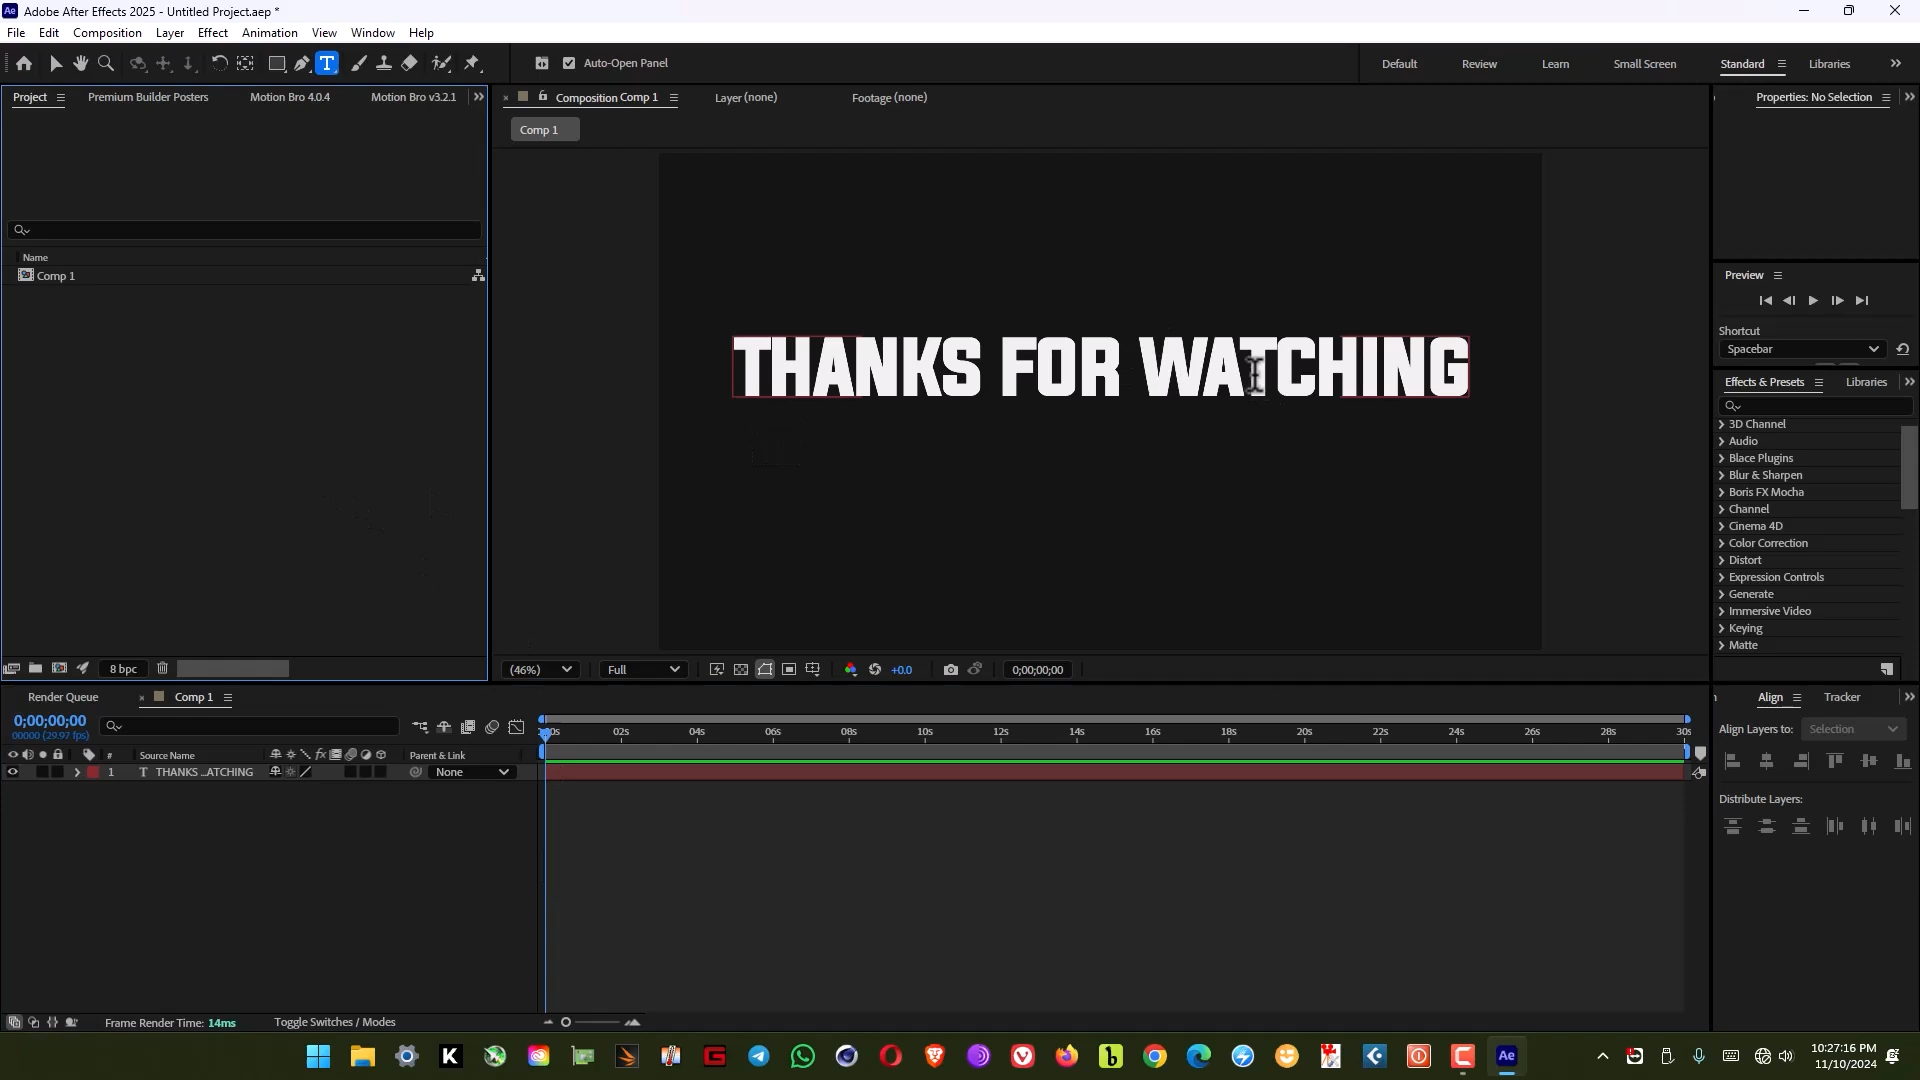 Adobe After Effects 2025 - Untitled Project.aep *
File Edit Composition Layer Effect Animation View Window Help
Auto-Open Panel
Default Review Learn Small Screen Standard Libraries
Project Premium Builder Posters Motion Bro 4.0.4 Motion Bro v3.2.1
Composition Comp 1 Layer (none) Footage (none)
Properties: No Selection
Comp 1
Name
Comp 1
THANKS FOR WATCHING
Preview
Shortcut
Spacebar
Effects & Presets Libraries
3D Channel
Audio
Blace Plugins
Blur & Sharpen
Boris FX Mocha
Channel
Cinema 4D
Color Correction
Distort
Expression Controls
Generate
Immersive Video
Keying
Matte
8 bpc
(46%) Full +0.0 0;00;00;00
Render Queue Comp 1
0;00;00;00
00000 (29.97 fps)
02s 04s 06s 08s 10s 12s 14s 16s 18s 20s 22s 24s 26s 28s 30s
# Source Name fx Parent & Link
1 T THANKS ...ATCHING None
Align Tracker
Align Layers to: Selection
Distribute Layers:
Frame Render Time: 14ms Toggle Switches / Modes
Ae
10:27:16 PM
11/10/2024